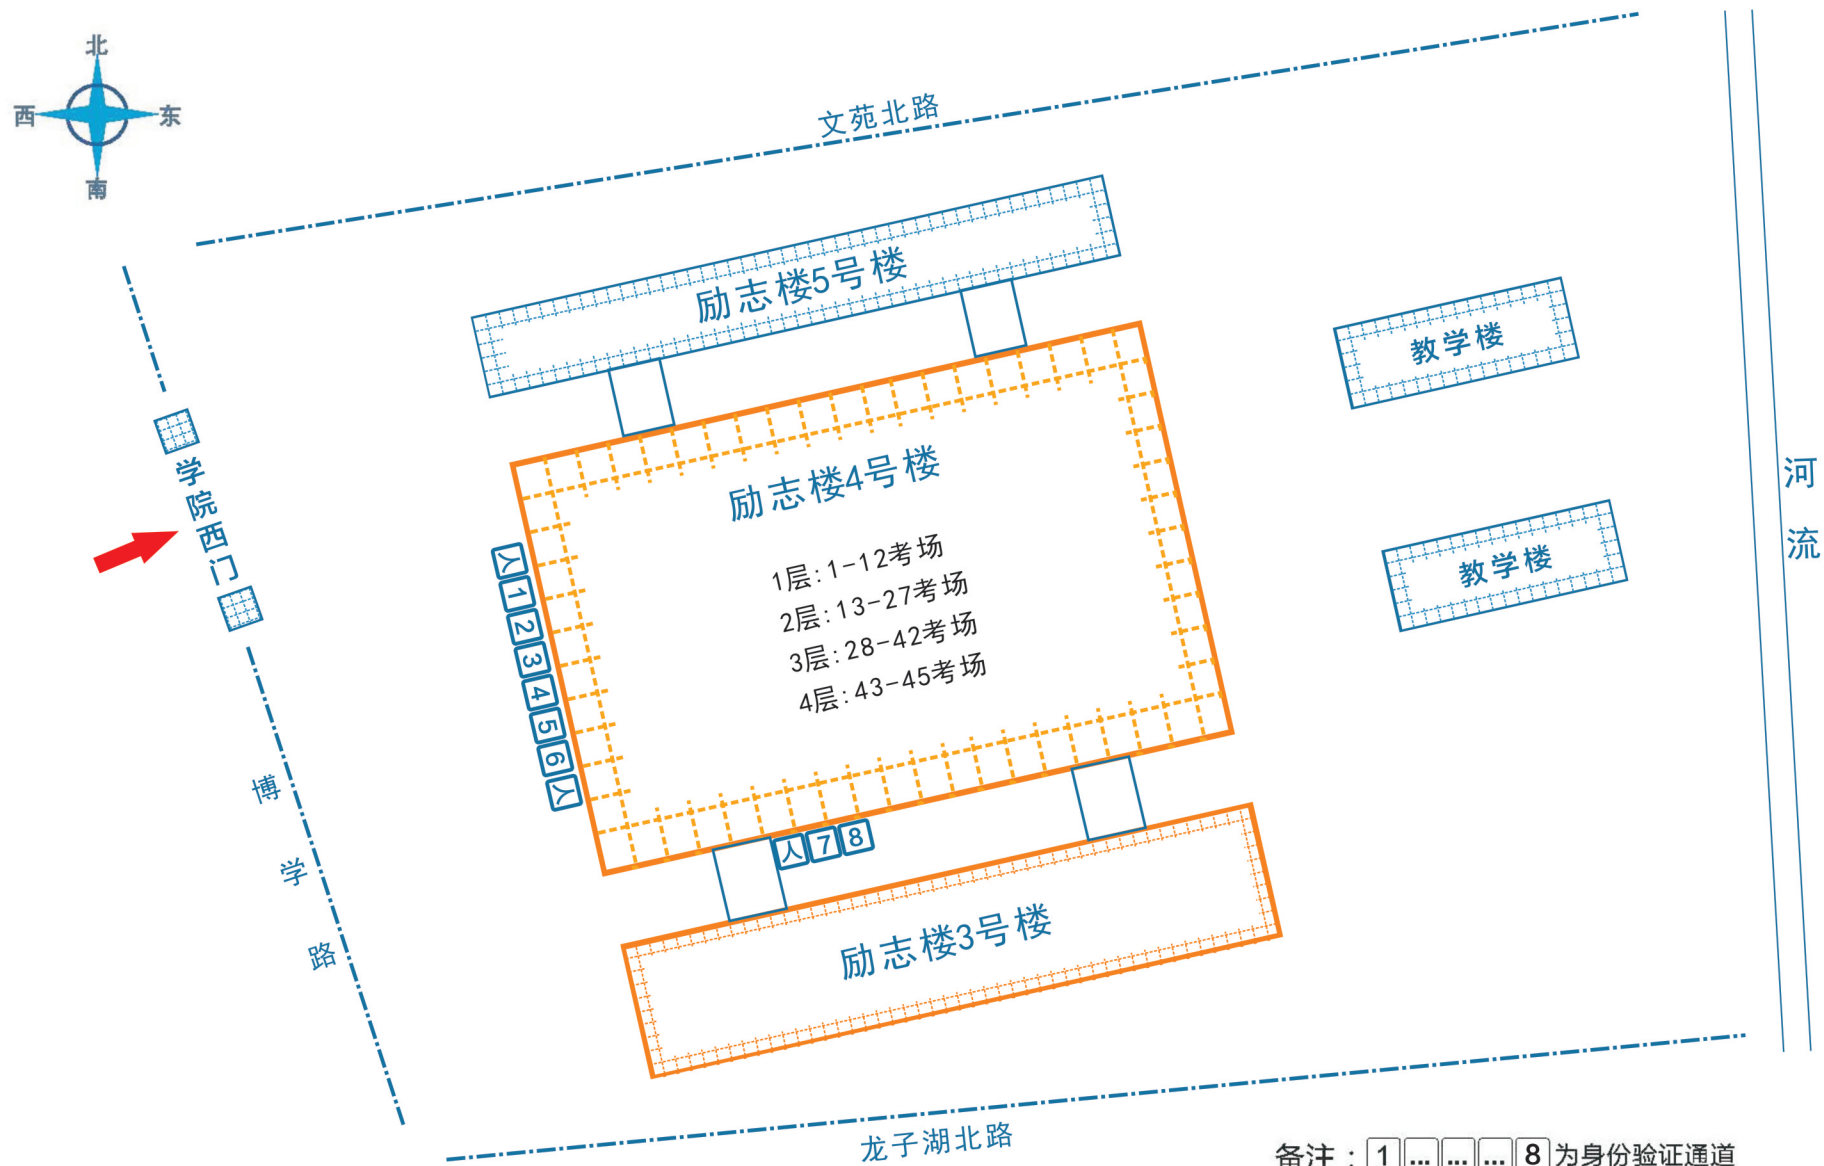 北
西
东
南
文苑北路
励志楼5号楼
教学楼
励志楼4号楼
1层:1-12考场
2层:13-27考场
3层:28-42考场
4层:43-45考场
学院西门
人
1
2
3
4
5
6
人
人
7
8
教学楼
河流
博学路
励志楼3号楼
龙子湖北路
备注：1 ... ... ... 8 为身份验证通道